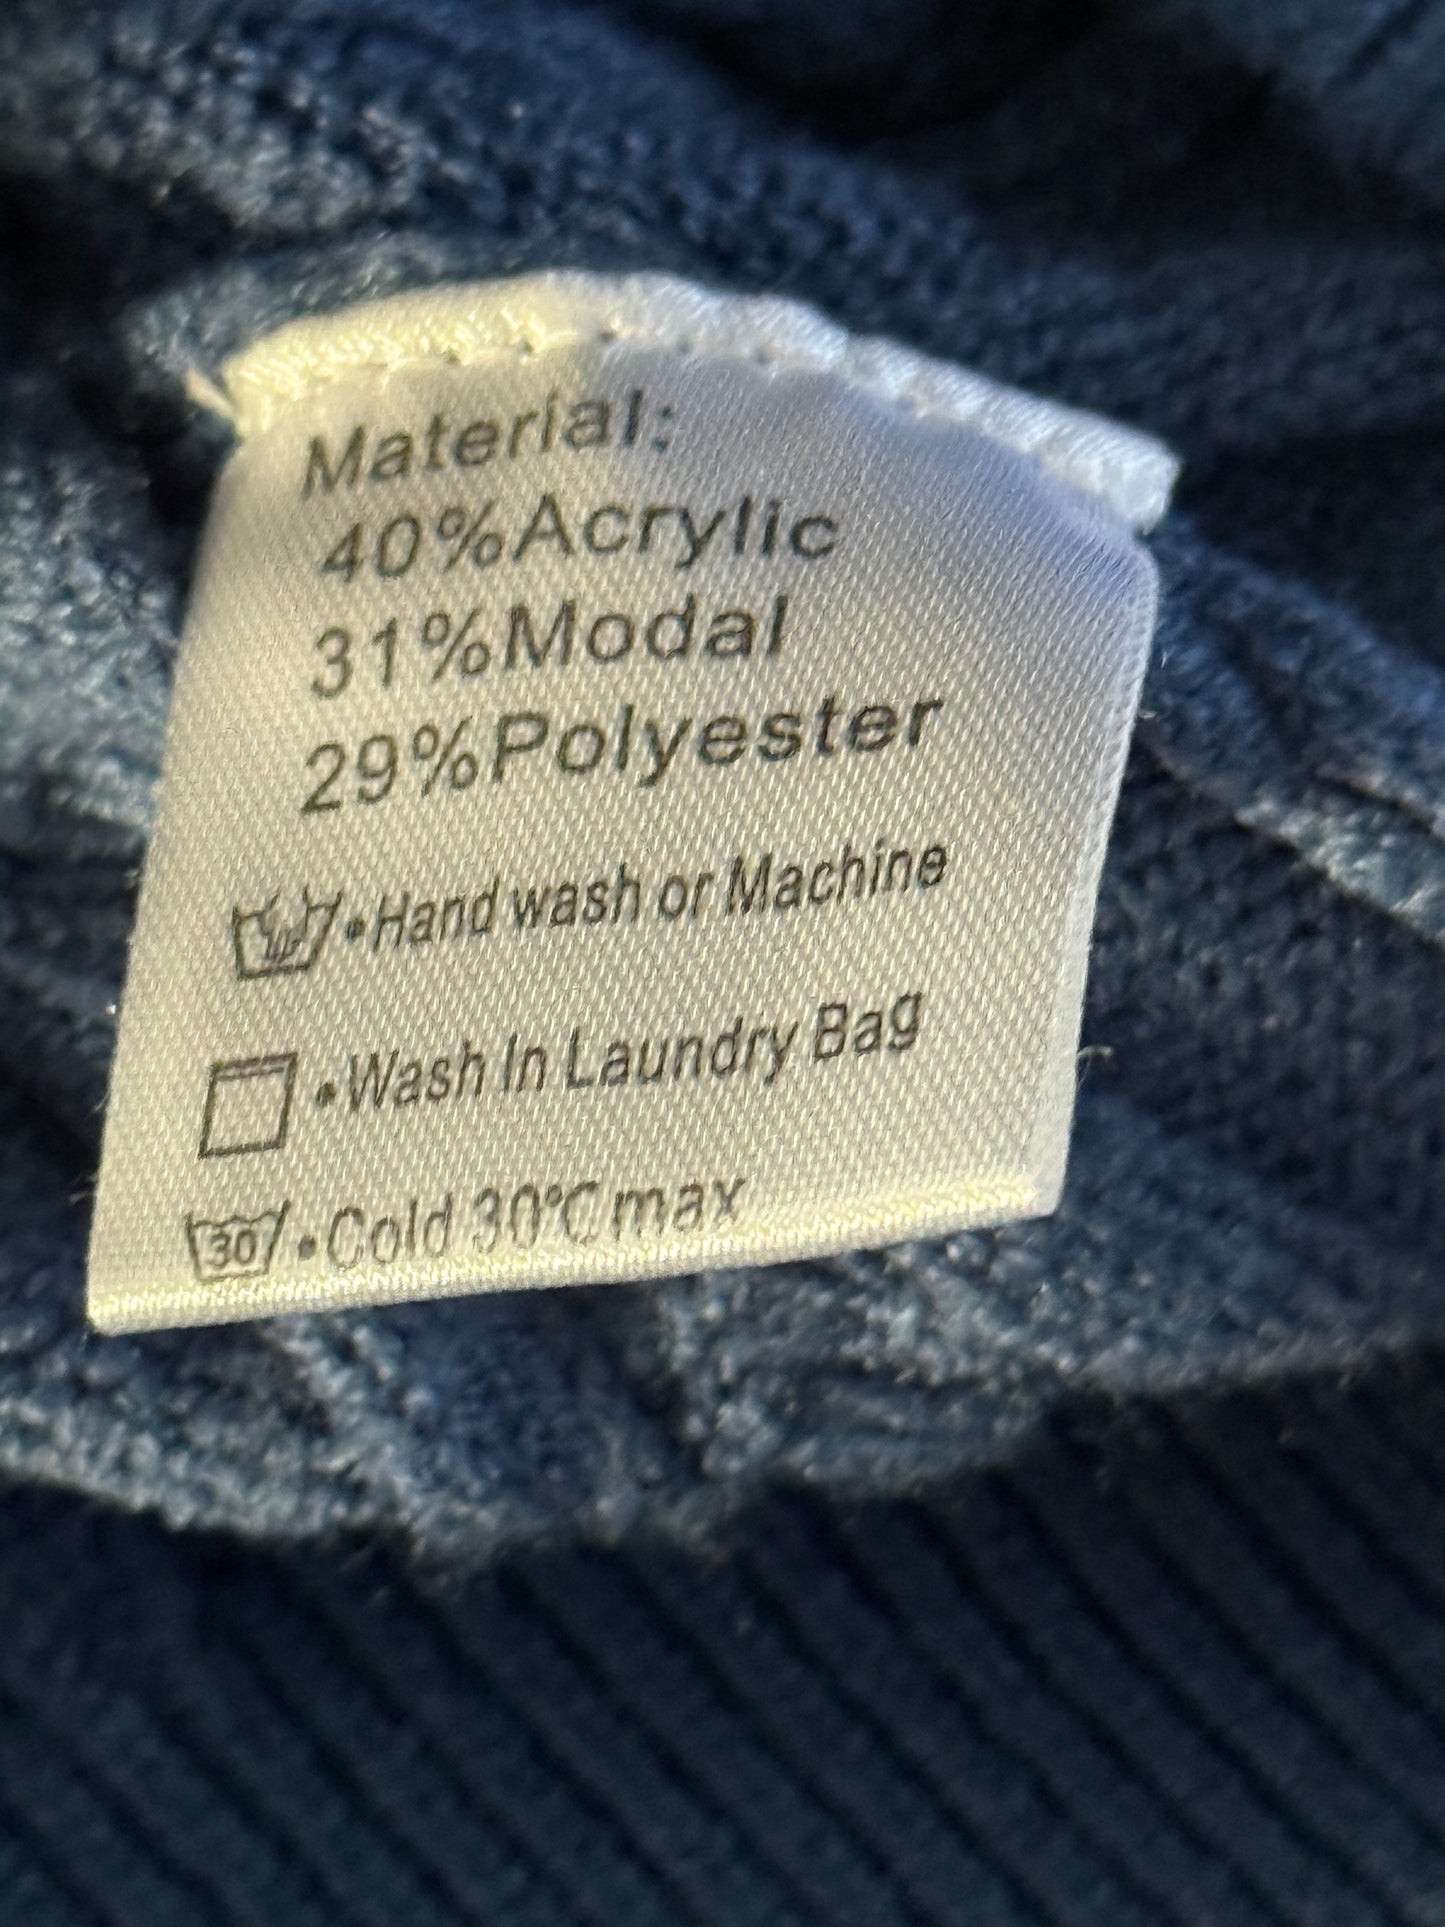 Material:
40%Acrylic
31%Modal
29%Polyester
•Hand wash or Machine
•Wash In Laundry Bag
30 •Cold 30°C max